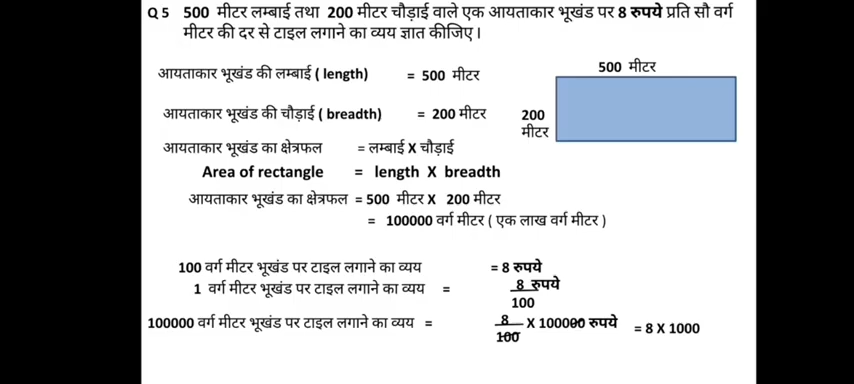 Q 5 500 मीटर लम्बाई तथा 200 मीटर चौड़ाई वाले एक आयताकार भूखंड पर 8 रुपये प्रति सौ वर्ग
मीटर की दर से टाइल लगाने का व्यय ज्ञात कीजिए।
500 मीटर
आयताकार भूखंड की लम्बाई ( length) = 500 मीटर
आयताकार भूखंड की चौड़ाई ( breadth) = 200 मीटर
200
मीटर
आयताकार भूखंड का क्षेत्रफल = लम्बाई X चौड़ाई
Area of rectangle = length X breadth
आयताकार भूखंड का क्षेत्रफल = 500 मीटर X 200 मीटर
= 100000 वर्ग मीटर ( एक लाख वर्ग मीटर )
100 वर्ग मीटर भूखंड पर टाइल लगाने का व्यय = 8 रुपये
1 वर्ग मीटर भूखंड पर टाइल लगाने का व्यय = 8 रुपये
100
100000 वर्ग मीटर भूखंड पर टाइल लगाने का व्यय = 8 X 100000 रुपये = 8 X 1000
100